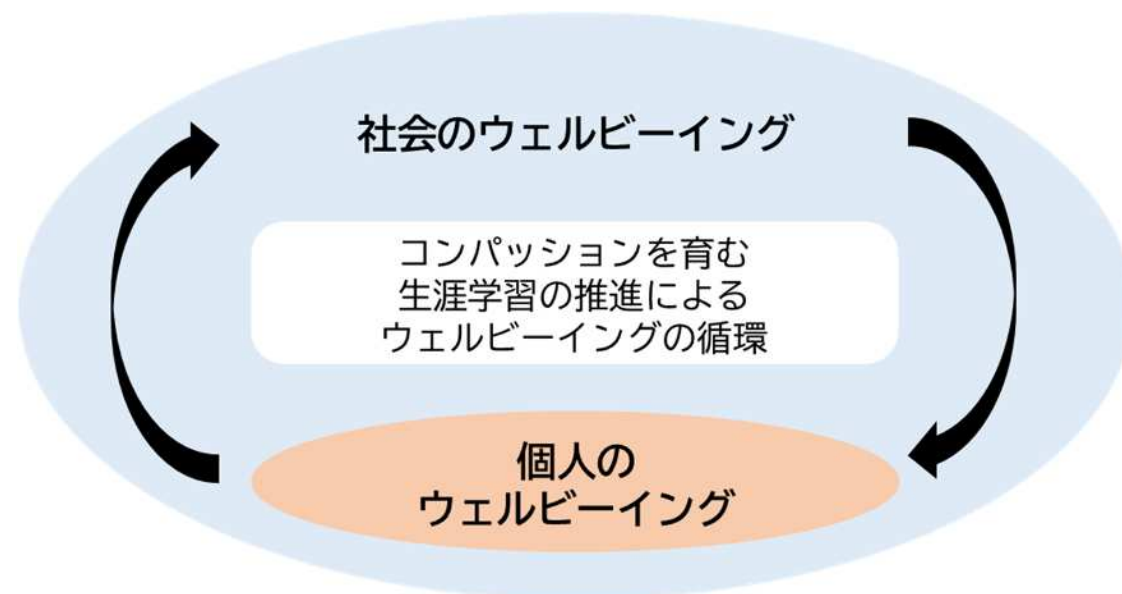 社会のウェルビーイング
コンパッションを育む
生涯学習の推進による
ウェルビーイングの循環
個人の
ウェルビーイング